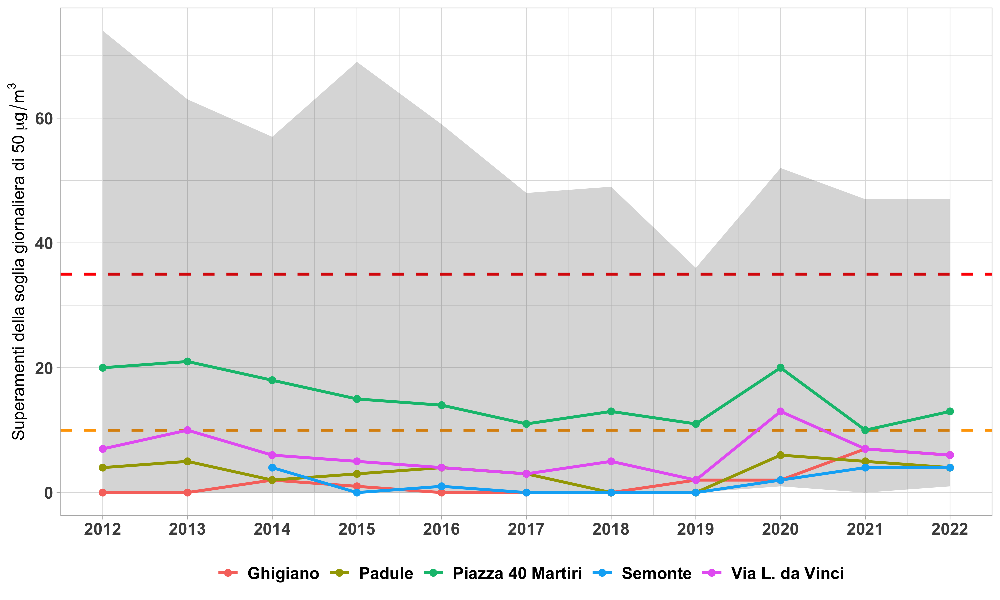 Superamenti della soglia giornaliera di 50 μg/m³
60
40
20
0
2012 2013 2014 2015 2016 2017 2018 2019 2020 2021 2022
Ghigiano Padule Piazza 40 Martiri Semonte Via L. da Vinci